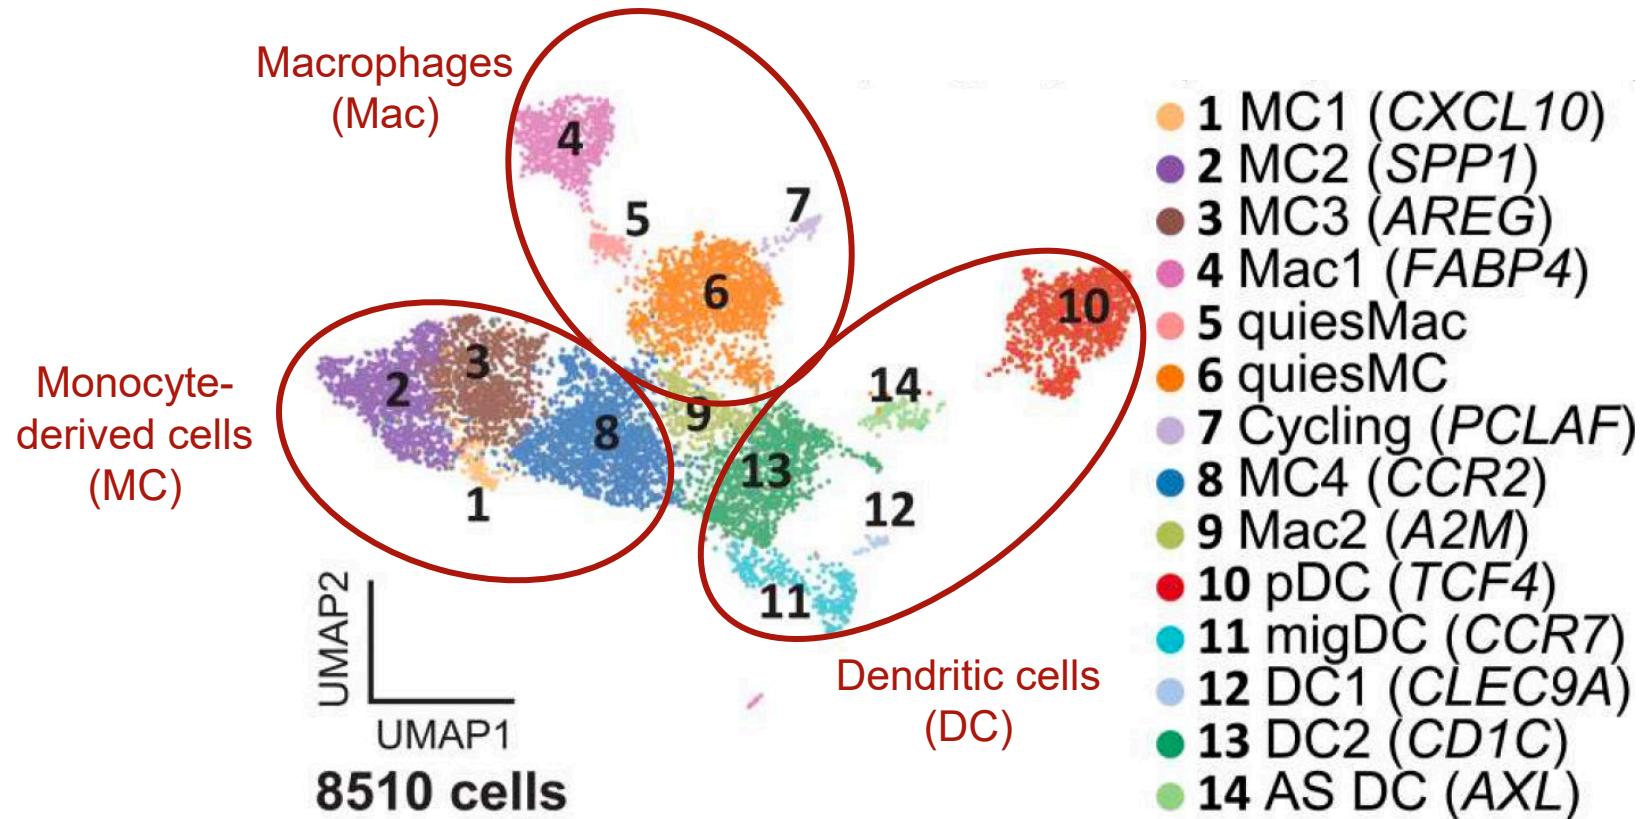 Macrophages
(Mac)
4
5
7
6
10
Monocyte-
derived cells
(MC)
2
3
8
9
14
13
1
12
11
Dendritic cells
(DC)
UMAP2
UMAP1
8510 cells
1 MC1 (CXCL10)
2 MC2 (SPP1)
3 MC3 (AREG)
4 Mac1 (FABP4)
5 quiesMac
6 quiesMC
7 Cycling (PCLAF)
8 MC4 (CCR2)
9 Mac2 (A2M)
10 pDC (TCF4)
11 migDC (CCR7)
12 DC1 (CLEC9A)
13 DC2 (CD1C)
14 AS DC (AXL)